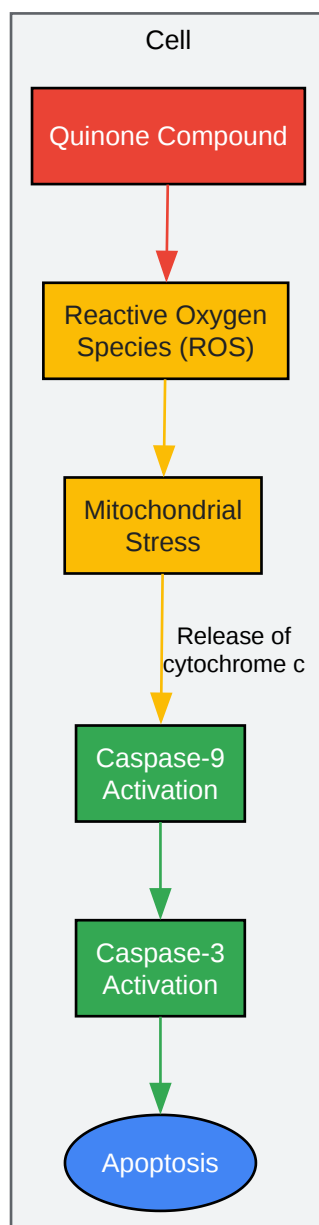 Cell
Quinone Compound
Reactive Oxygen
Species (ROS)
Mitochondrial
Stress
Release of
cytochrome c
Caspase-9
Activation
Caspase-3
Activation
Apoptosis